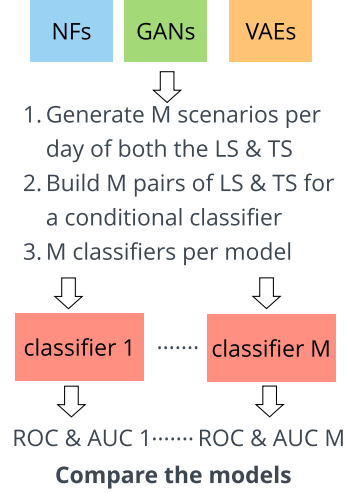 NFs GANs VAEs
1. Generate M scenarios per
day of both the LS & TS
2. Build M pairs of LS & TS for
a conditional classifier
3. M classifiers per model
classifier 1 ······· classifier M
ROC & AUC 1······· ROC & AUC M
Compare the models